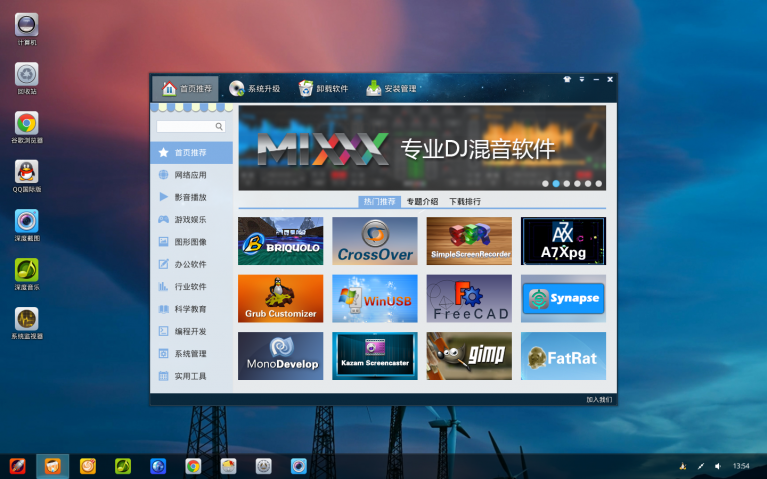 计算机
回收站
谷歌浏览器
QQ国际版
深度截图
深度音乐
系统监视器
首页推荐
系统升级
卸载软件
安装管理
首页推荐
网络应用
影音播放
游戏娱乐
图形图像
办公软件
行业软件
科学教育
编程开发
系统管理
实用工具
MIXXX 专业DJ混音软件
热门推荐 专题介绍 下载排行
BRIQUOLO
CrossOver
SimpleScreenRecorder
A7Xpg
Grub Customizer
WinUSB
FreeCAD
Synapse
MonoDevelop
Kazam Screencaster
gimp
FatRat
加入我们
13:54